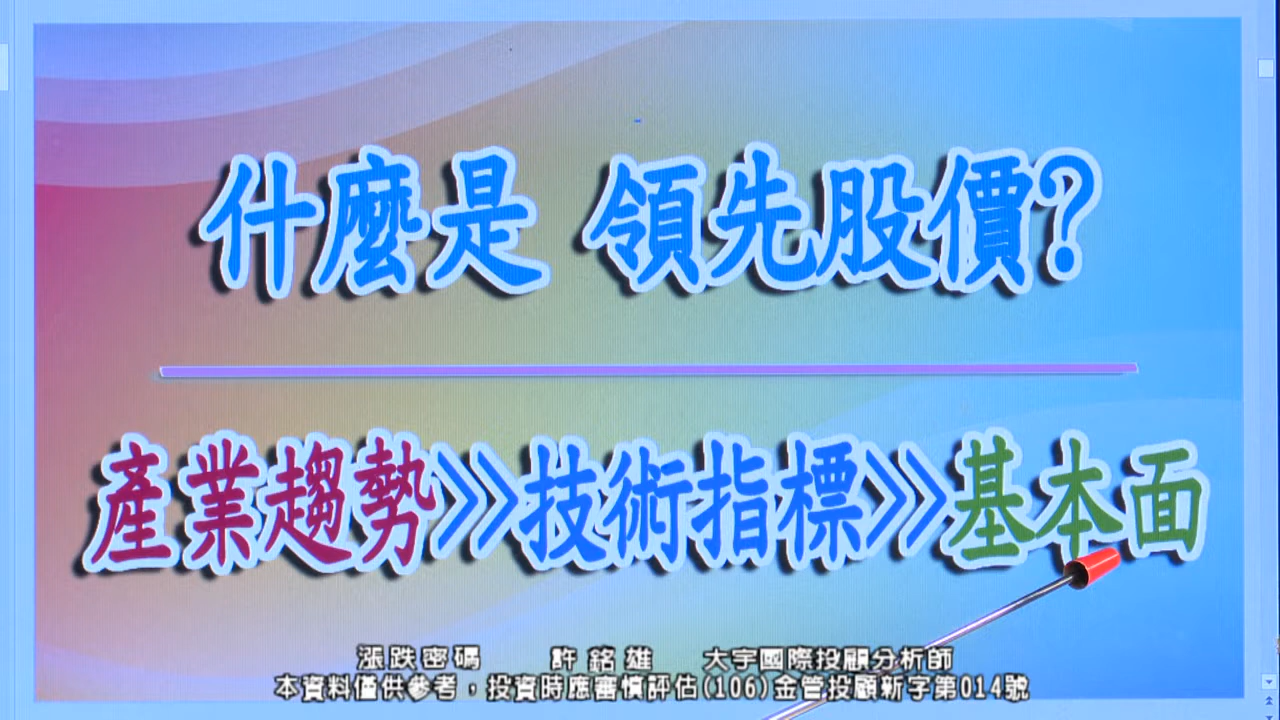 什麼是 領先股價?
產業趨勢>>技術指標>>基本面
漲跌密碼 許銘雄 大宇國際投顧分析師
本資料僅供參考，投資時應審慎評估(106)金管投顧新字第014號